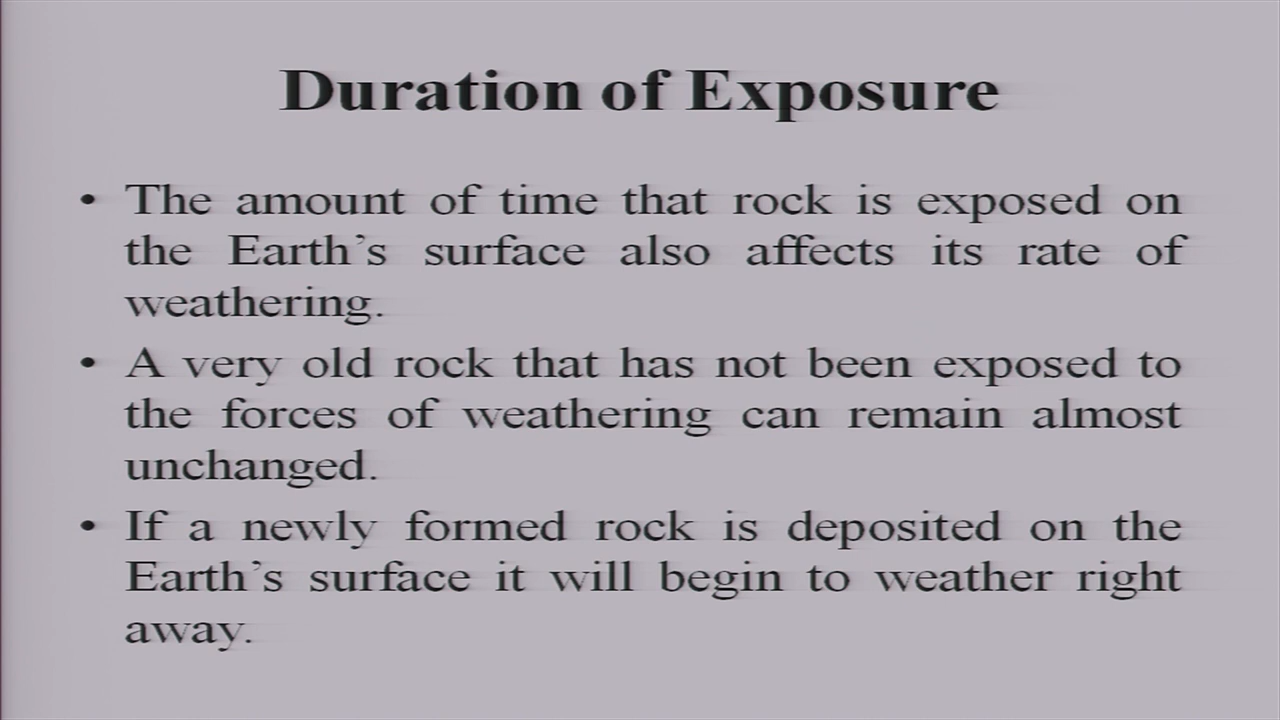 Duration of Exposure
• The amount of time that rock is exposed on
the Earth's surface also affects its rate of
weathering.
• A very old rock that has not been exposed to
the forces of weathering can remain almost
unchanged.
• If a newly formed rock is deposited on the
Earth's surface it will begin to weather right
away.